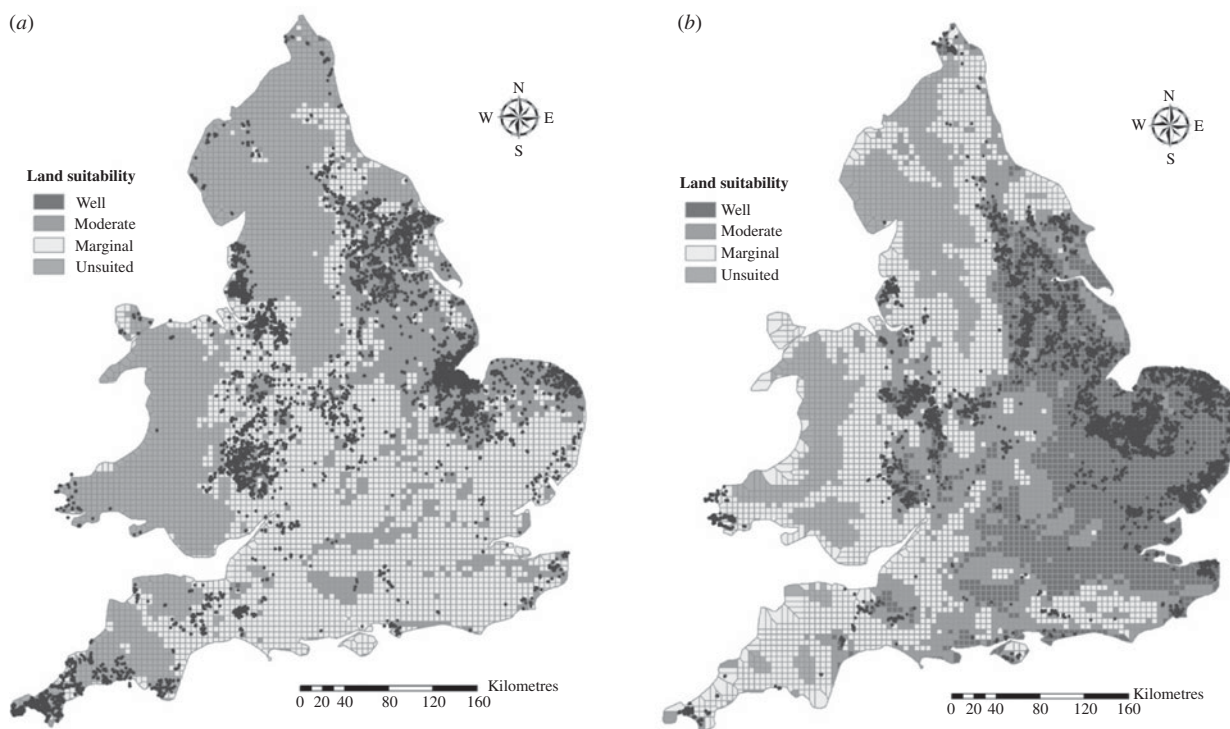 (a)
N
W E
S
Land suitability
Well
Moderate
Marginal
Unsuited
Kilometres
0 20 40 80 120 160
(b)
N
W E
S
Land suitability
Well
Moderate
Marginal
Unsuited
Kilometres
0 20 40 80 120 160